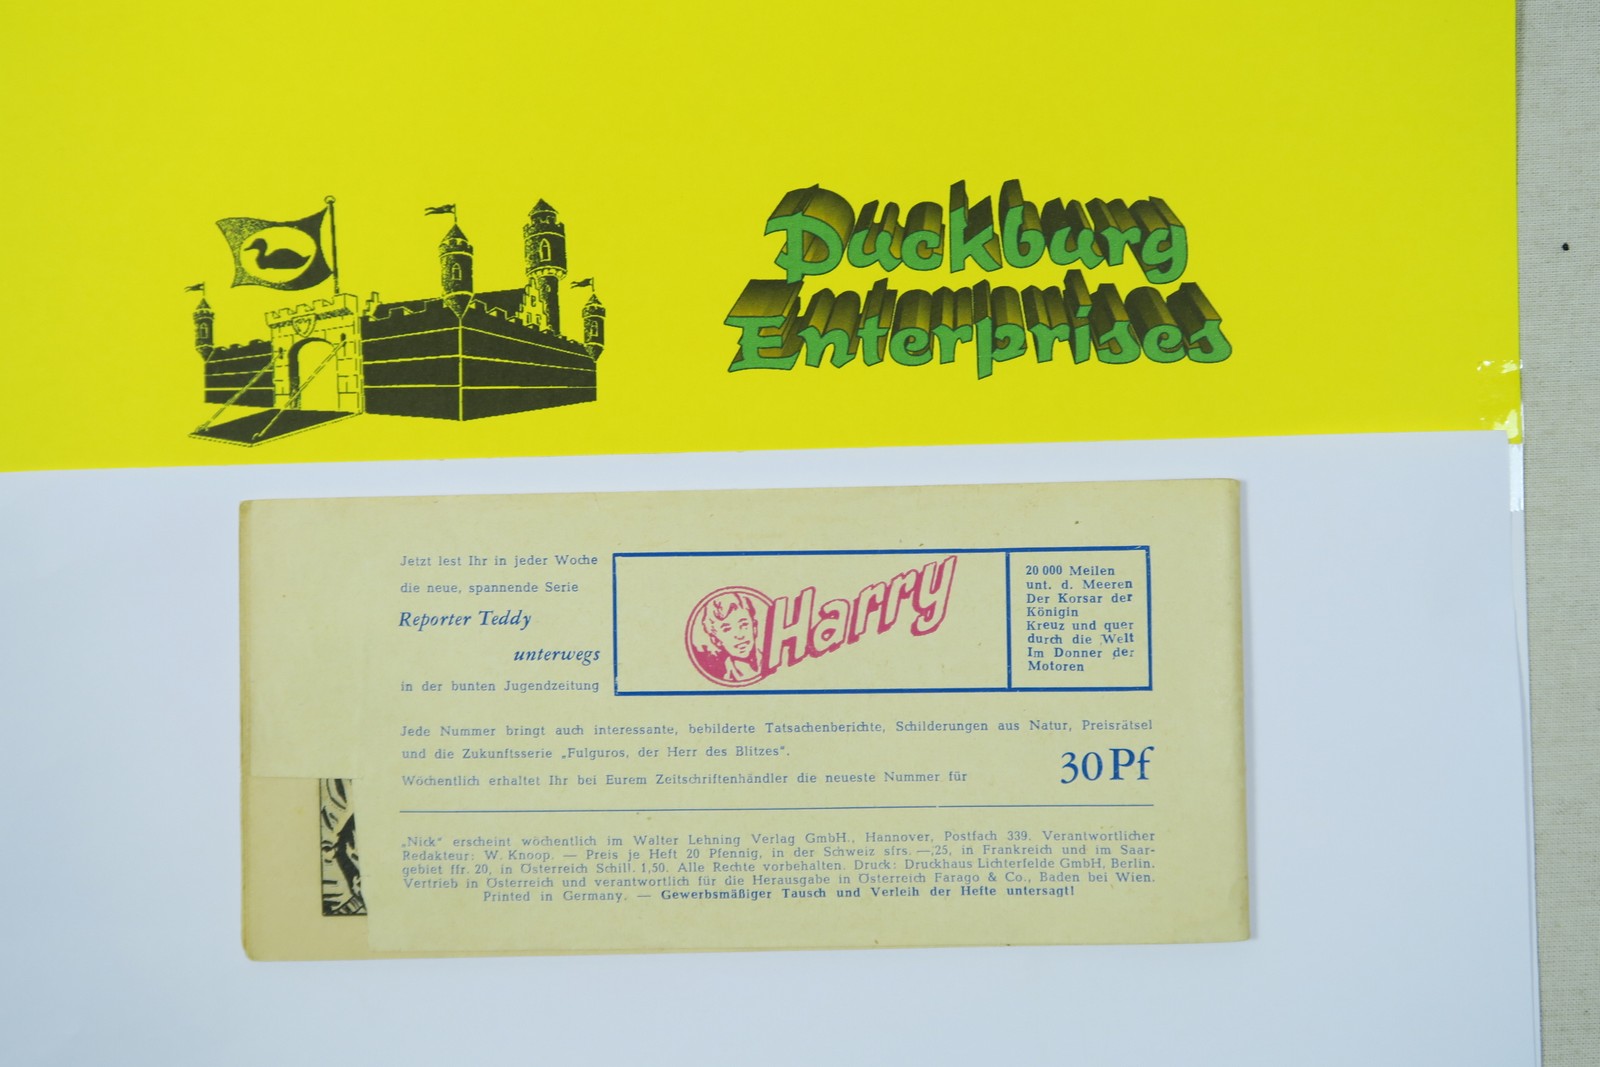 Duckburg
Enterprises
Jetzt lest Ihr in jeder Woche
die neue, spannende Serie
Reporter Teddy
unterwegs
in der bunten Jugendzeitung
Harry
20 000 Meilen
unt. d. Meeren
Der Korsar der
Königin
Kreuz und quer
durch die Welt
Im Donner der
Motoren
Jede Nummer bringt auch interessante, bebilderte Tatsachenberichte, Schilderungen aus Natur, Preisrätsel
und die Zukunftsserie „Fulguros, der Herr des Blitzes".
Wöchentlich erhaltet Ihr bei Eurem Zeitschriftenhändler die neueste Nummer für
30 Pf
„Nick" erscheint wöchentlich im Walter Lehning Verlag GmbH., Hannover, Postfach 339. Verantwortlicher
Redakteur: W. Knoop. — Preis je Heft 20 Pfennig, in der Schweiz sfrs. —,25, in Frankreich und im Saar-
gebiet ffr. 20, in Österreich Schill. 1,50. Alle Rechte vorbehalten. Druck: Druckhaus Lichterfelde GmbH, Berlin.
Vertrieb in Österreich und verantwortlich für die Herausgabe in Österreich Farago & Co., Baden bei Wien.
Printed in Germany. — Gewerbsmäßiger Tausch und Verleih der Hefte untersagt!